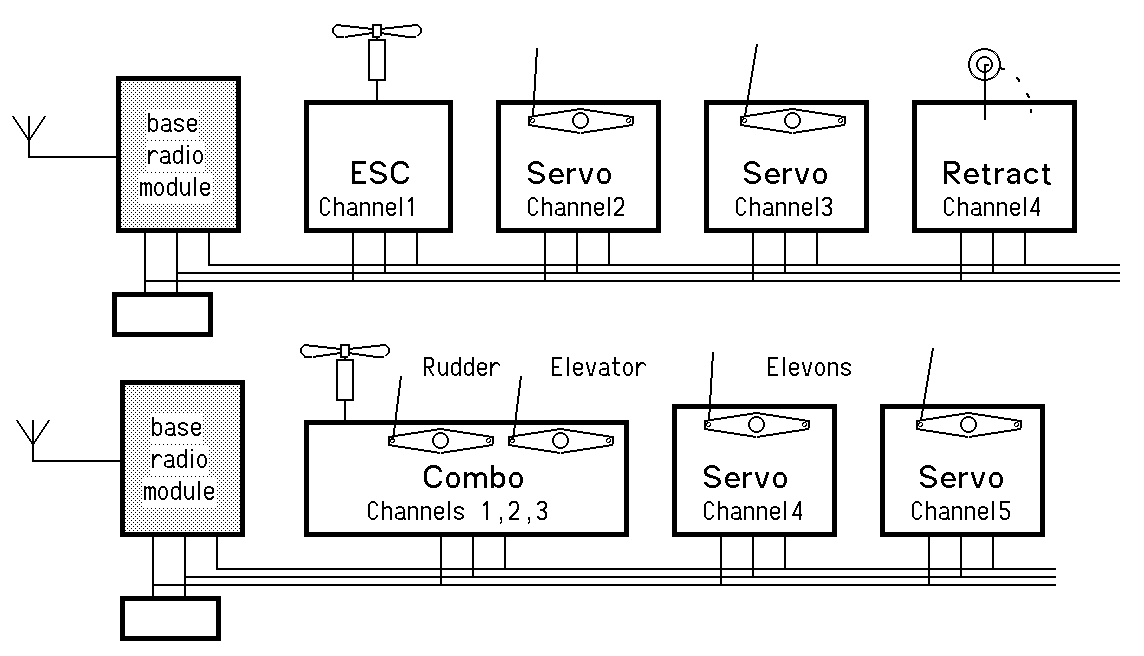 base
radio
module
ESC
Channel1
Servo
Channel2
Servo
Channel3
Retract
Channel4
Rudder
Elevator
Elevons
base
radio
module
Combo
Channels 1,2,3
Servo
Channel4
Servo
Channel5